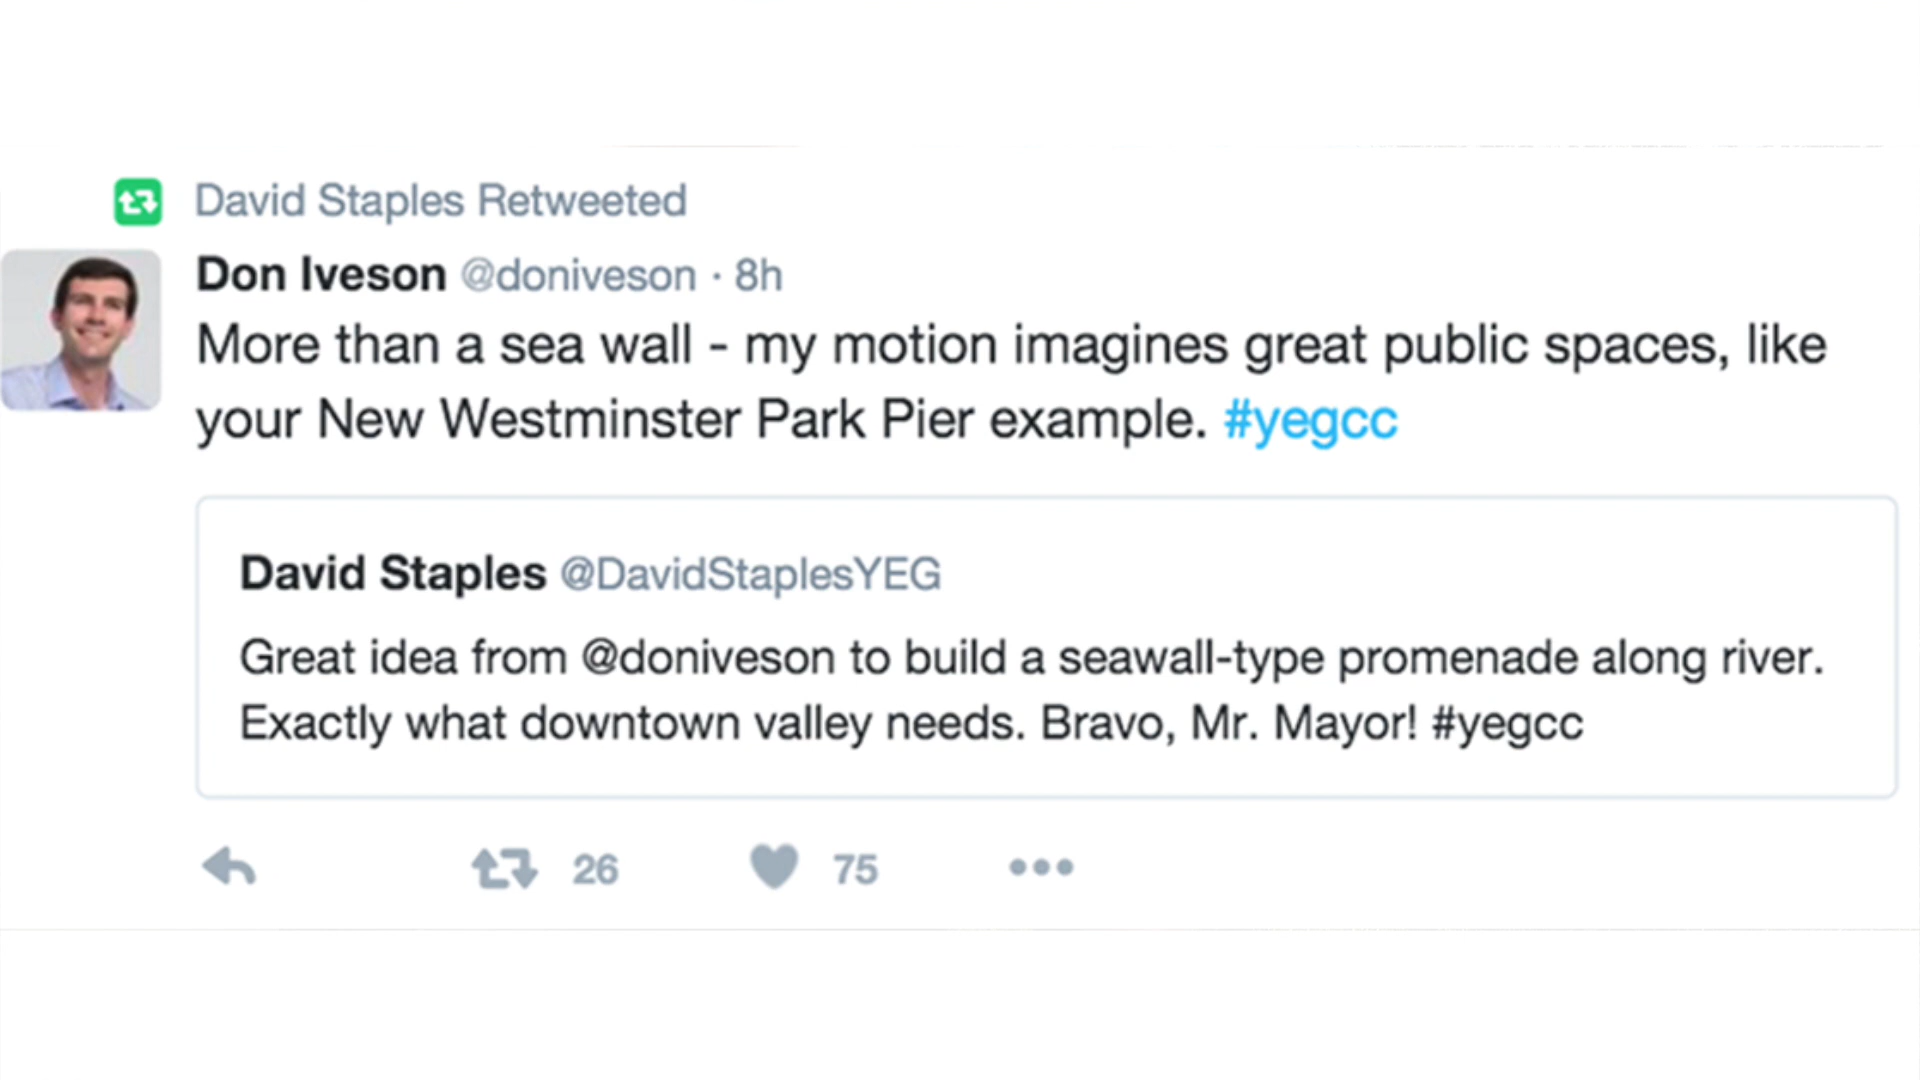 David Staples Retweeted
Don Iveson @doniveson · 8h
More than a sea wall - my motion imagines great public spaces, like
your New Westminster Park Pier example. #yegcc
David Staples @DavidStaplesYEG
Great idea from @doniveson to build a seawall-type promenade along river.
Exactly what downtown valley needs. Bravo, Mr. Mayor! #yegcc
26 75